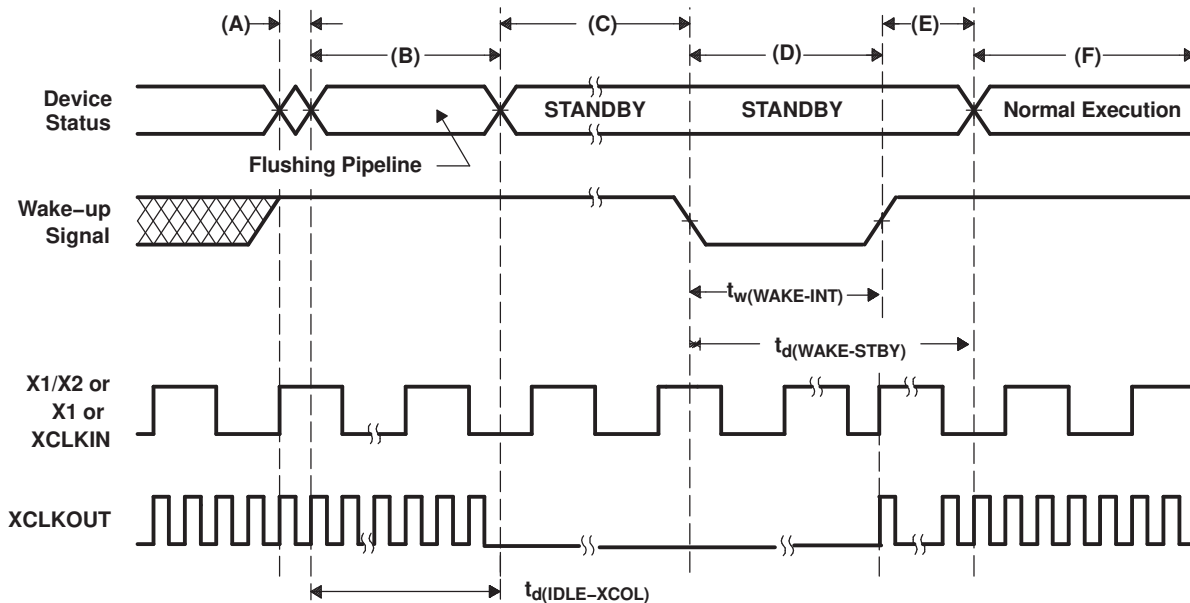 (A)
(C)
(E)
(B)
(D)
(F)
Device
Status
STANDBY
STANDBY
Normal Execution
Flushing Pipeline
Wake−up
Signal
tw(WAKE-INT)
td(WAKE-STBY)
X1/X2 or
X1 or
XCLKIN
XCLKOUT
td(IDLE−XCOL)